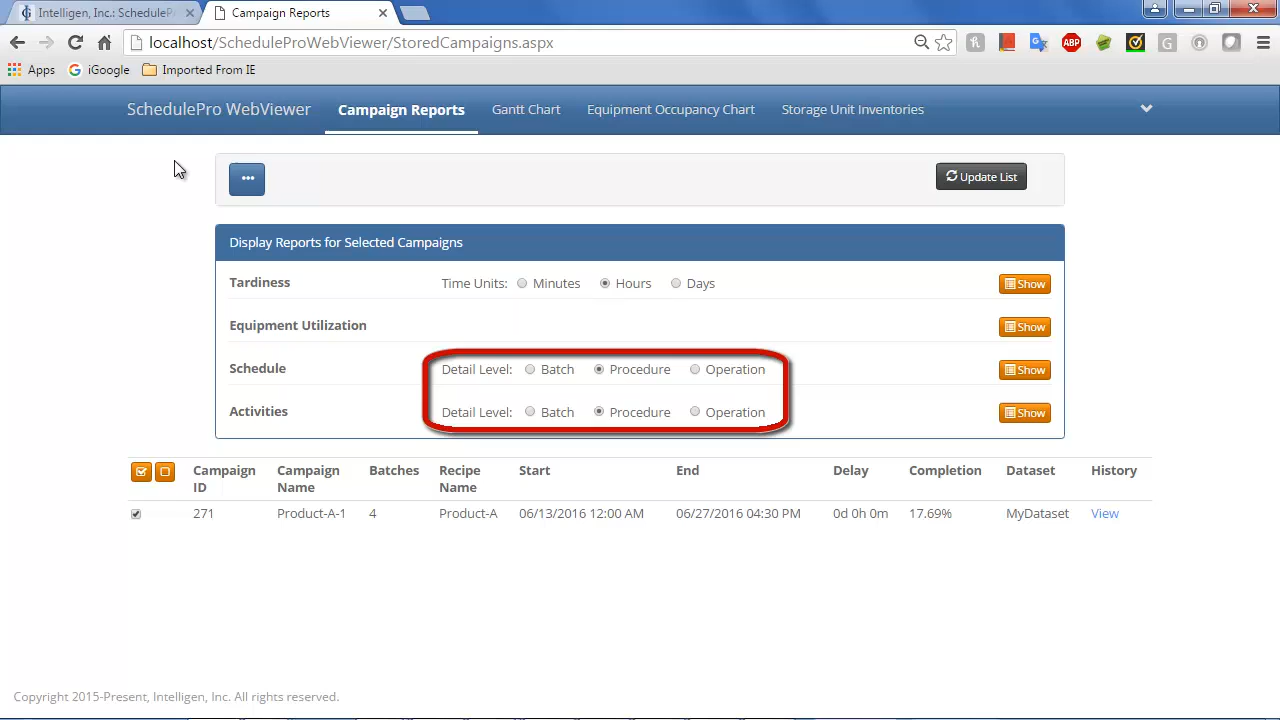 Intelligen, Inc.: SchedulePr
Campaign Reports
localhost/ScheduleProWebViewer/StoredCampaigns.aspx
ABP
G
Apps
iGoogle
Imported From IE
SchedulePro WebViewer
Campaign Reports
Gantt Chart
Equipment Occupancy Chart
Storage Unit Inventories
Update List
Display Reports for Selected Campaigns
Tardiness Time Units: Minutes Hours Days Show
Equipment Utilization Show
Schedule Detail Level: Batch Procedure Operation Show
Activities Detail Level: Batch Procedure Operation Show
Campaign ID Campaign Name Batches Recipe Name Start End Delay Completion Dataset History
271 Product-A-1 4 Product-A 06/13/2016 12:00 AM 06/27/2016 04:30 PM 0d 0h 0m 17.69% MyDataset View
Copyright 2015-Present, Intelligen, Inc. All rights reserved.